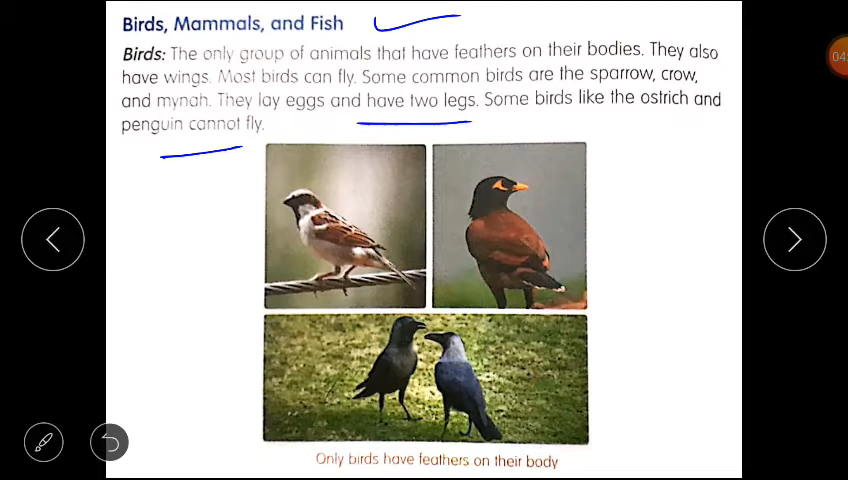 Birds, Mammals, and Fish
Birds: The only group of animals that have feathers on their bodies. They also
have wings. Most birds can fly. Some common birds are the sparrow, crow,
and mynah. They lay eggs and have two legs. Some birds like the ostrich and
penguin cannot fly.
Only birds have feathers on their body